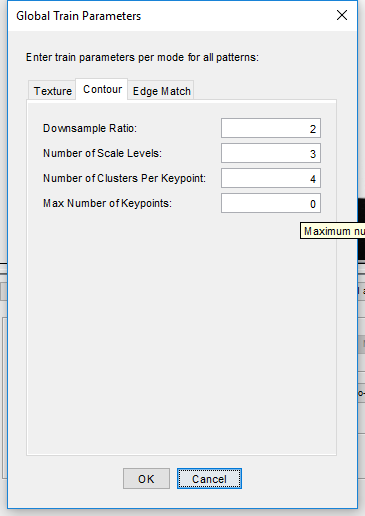 Global Train Parameters
Enter train parameters per mode for all patterns:
Texture Contour Edge Match
Downsample Ratio: 2
Number of Scale Levels: 3
Number of Clusters Per Keypoint: 4
Max Number of Keypoints: 0
Maximum nu
OK Cancel